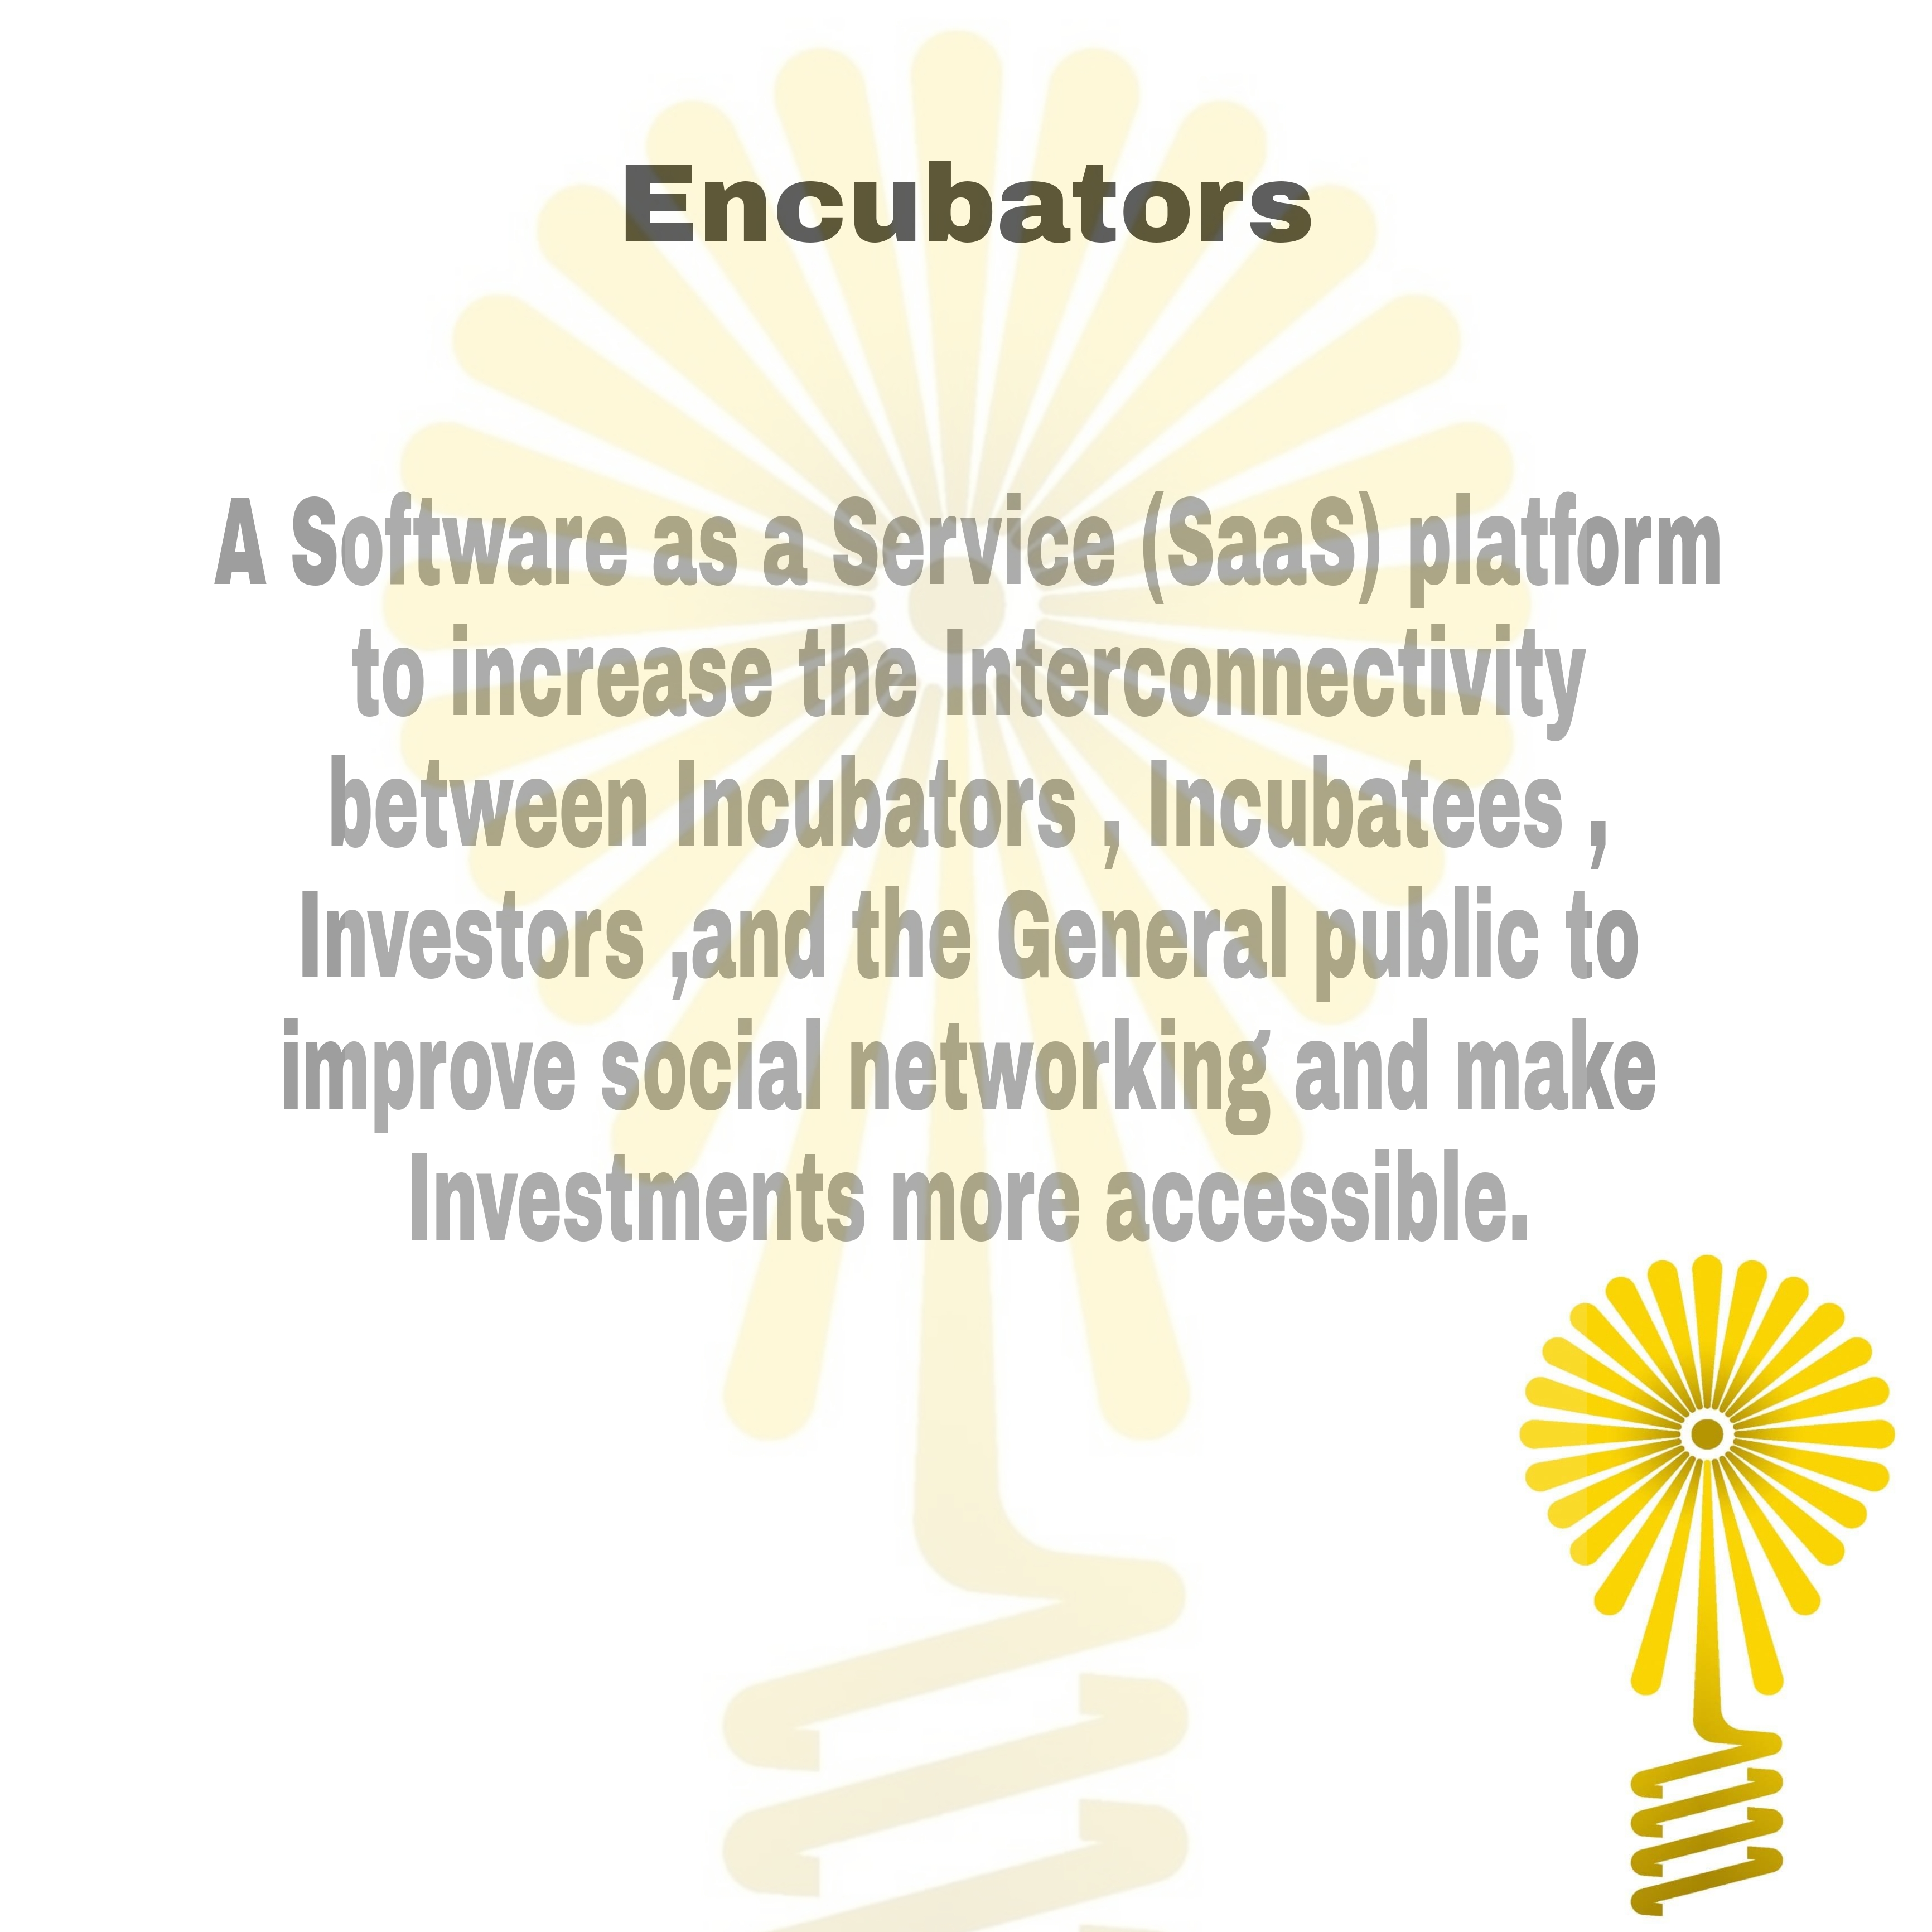 Encubators
A Software as a Service (SaaS) platform
to increase the Interconnectivity
between Incubators , Incubatees ,
Investors ,and the General public to
improve social networking and make
Investments more accessible.